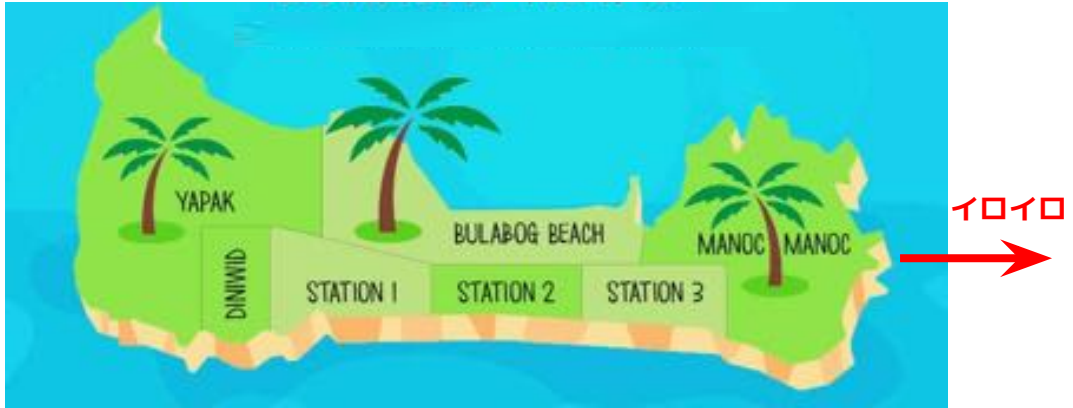 YAPAK
BULABOG BEACH
MANOC MANOC
DINIWID
STATION 1
STATION 2
STATION 3
イロイロ